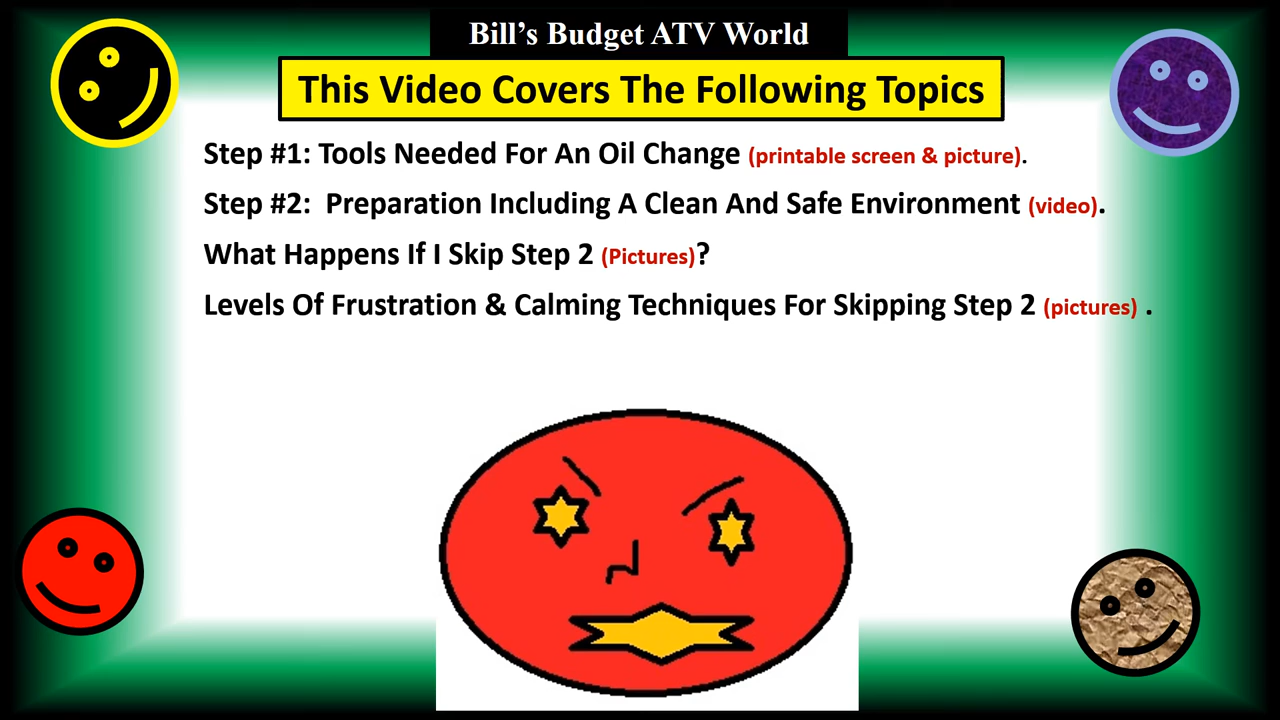 Bill’s Budget ATV World
This Video Covers The Following Topics
Step #1: Tools Needed For An Oil Change (printable screen & picture).
Step #2:  Preparation Including A Clean And Safe Environment (video).
What Happens If I Skip Step 2 (Pictures)?
Levels Of Frustration & Calming Techniques For Skipping Step 2 (pictures) .